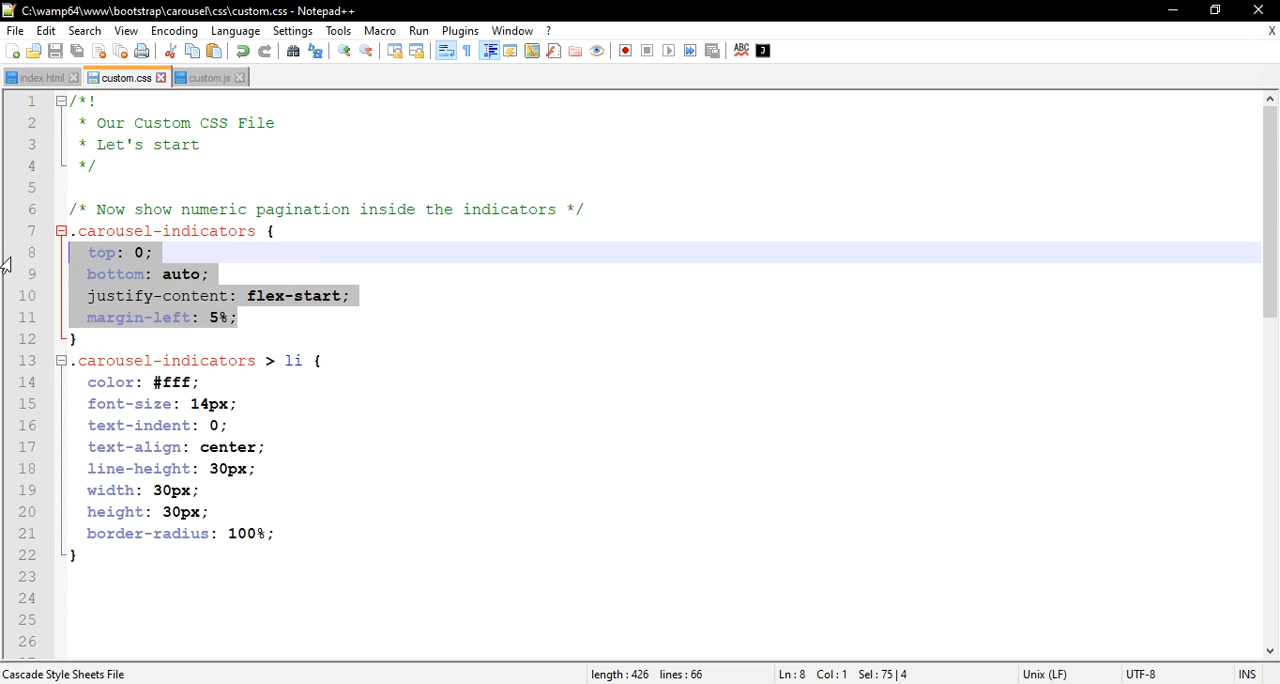 C:\wamp64\www\bootstrap\carousel\css\custom.css - Notepad++
File Edit Search View Encoding Language Settings Tools Macro Run Plugins Window ? X
ABC J
index.html custom.css custom.js
1 /*!
2 * Our Custom CSS File
3 * Let's start
4 */
5
6 /* Now show numeric pagination inside the indicators */
7 .carousel-indicators {
8 top: 0;
9 bottom: auto;
10 justify-content: flex-start;
11 margin-left: 5%;
12 }
13 .carousel-indicators > li {
14 color: #fff;
15 font-size: 14px;
16 text-indent: 0;
17 text-align: center;
18 line-height: 30px;
19 width: 30px;
20 height: 30px;
21 border-radius: 100%;
22 }
23
24
25
26
Cascade Style Sheets File length : 426 lines : 66 Ln : 8 Col : 1 Sel : 75 | 4 Unix (LF) UTF-8 INS